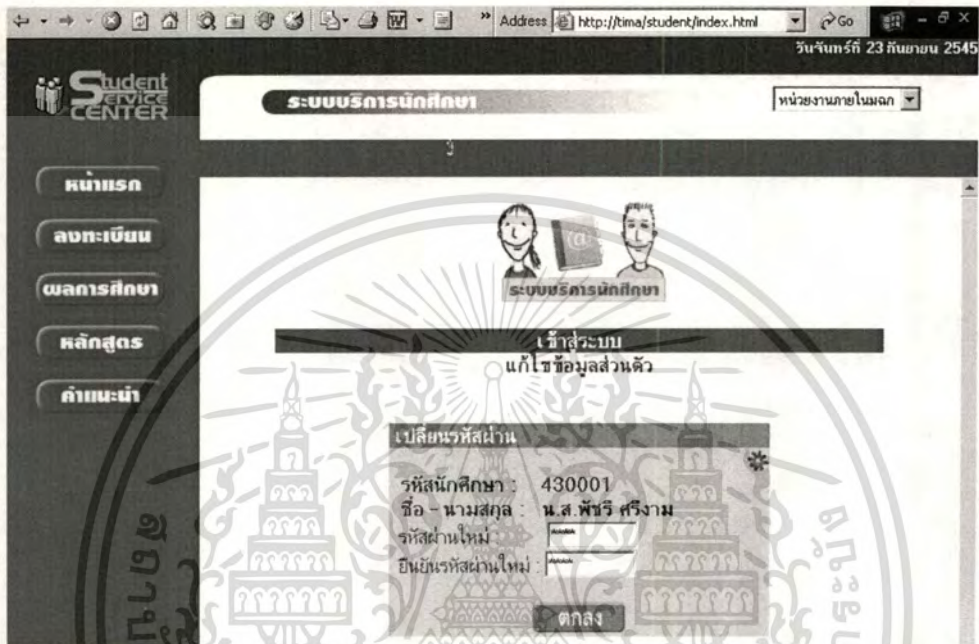 » Address http://tima/student/index.html Go
วันจันทร์ที่ 23 กันยายน 2545
Student
Service
CENTER
ระบบบริการนักศึกษา
หน่วยงานภายในมฉก
หน้าแรก
ลงทะเบียน
ผลการศึกษา
หลักสูตร
คำแนะนำ
ระบบบริการนักศึกษา
เข้าสู่ระบบ
แก้ไขข้อมูลส่วนตัว
เปลี่ยนรหัสผ่าน
รหัสนักศึกษา : 430001
ชื่อ - นามสกุล : น.ส.พัชรี ศรีงาม
รหัสผ่านใหม่ : *****
ยืนยันรหัสผ่านใหม่ : *****
ตกลง